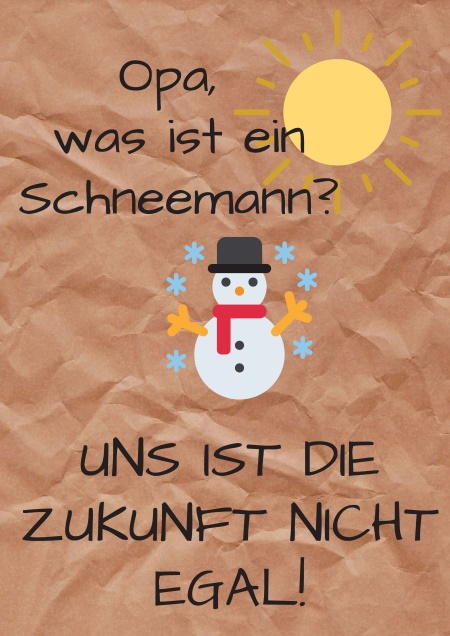 Opa,
was ist ein
Schneemann?
UNS IST DIE
ZUKUNFT NICHT
EGAL!